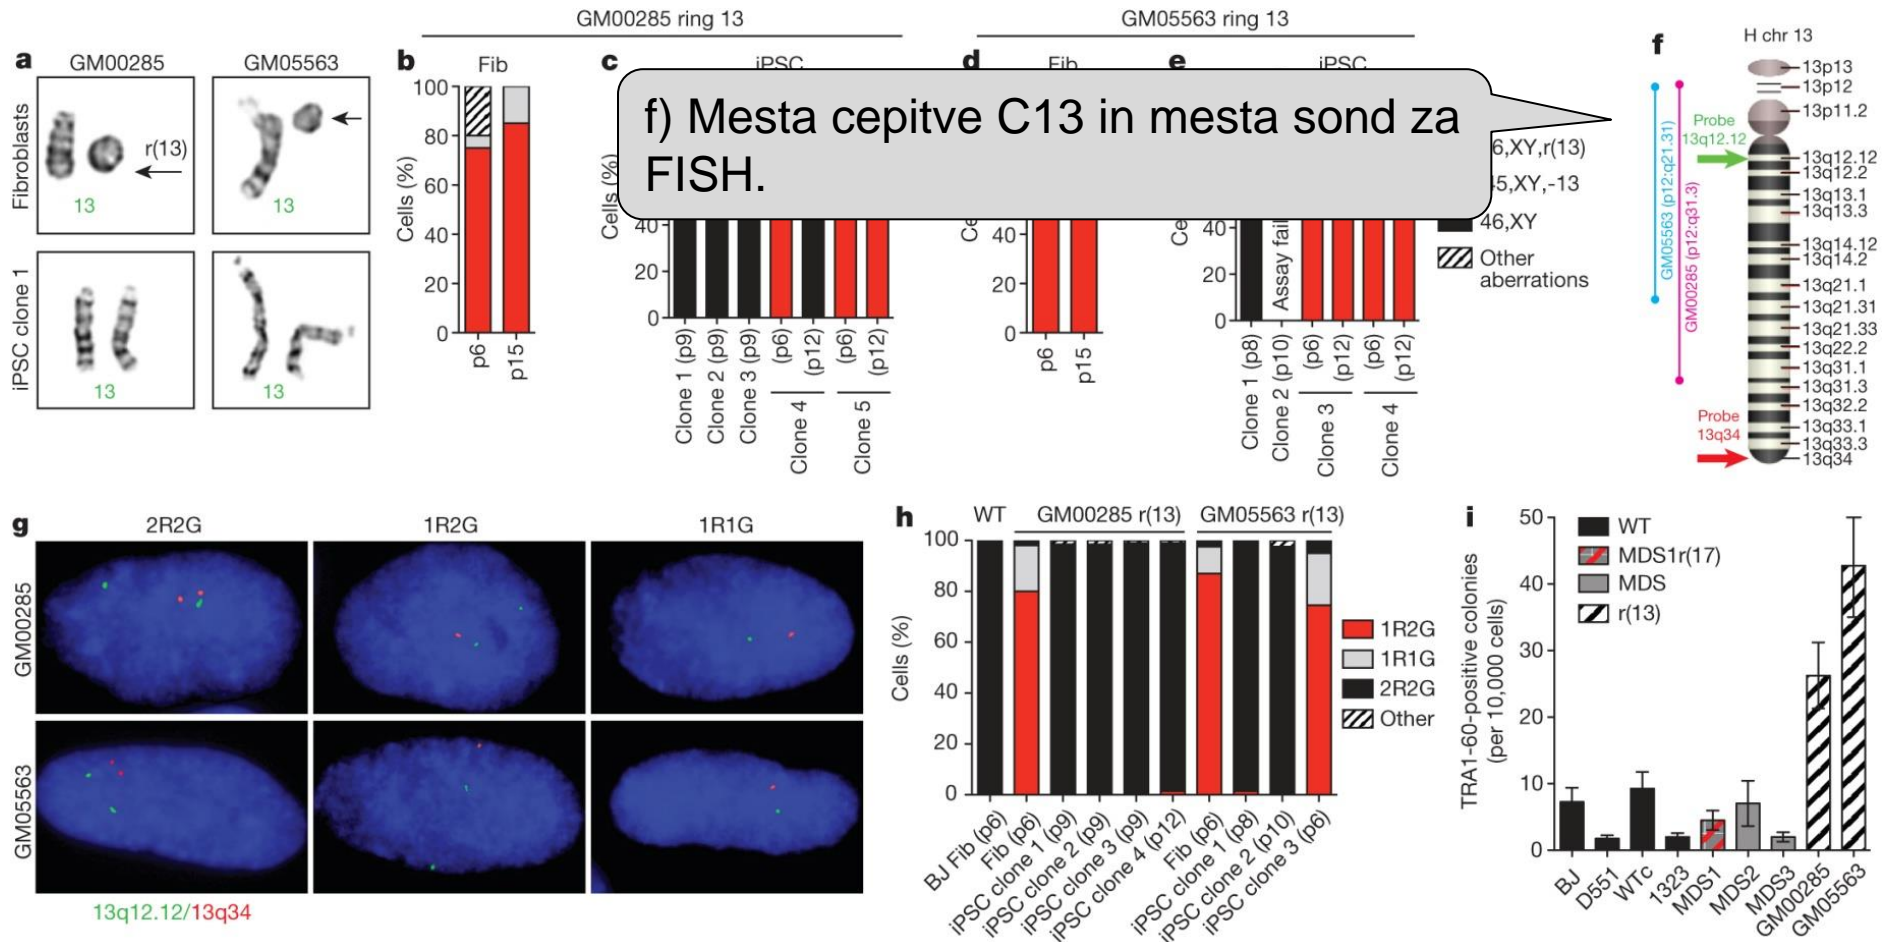 GM00285 ring 13
GM05563 ring 13
a
GM00285
GM05563
Fibroblasts
r(13)
13
13
iPSC clone 1
13
13
b
Fib
Cells (%)
100
80
60
40
20
0
p6
p15
c
iPSC
Cells (%)
40
20
0
Clone 1 (p9)
Clone 2 (p9)
Clone 3 (p9)
(p6)
(p12)
Clone 4
(p6)
(p12)
Clone 5
d
Fib
40
20
0
p6
p15
e
iPSC
40
20
0
Assay fail
Clone 1 (p8)
Clone 2 (p10)
(p6)
(p12)
Clone 3
(p6)
(p12)
Clone 4
f) Mesta cepitve C13 in mesta sond za
FISH.
6,XY,r(13)
45,XY,-13
46,XY
Other
aberrations
f
H chr 13
GM05563 (p12:q21.31)
GM00285 (p12:q31.3)
Probe
13q12.12
Probe
13q34
13p13
13p12
13p11.2
13q12.12
13q12.2
13q13.1
13q13.3
13q14.12
13q14.2
13q21.1
13q21.31
13q21.33
13q22.2
13q31.1
13q31.3
13q32.2
13q33.1
13q33.3
13q34
g
2R2G
1R2G
1R1G
GM00285
GM05563
13q12.12/13q34
h
WT
GM00285 r(13)
GM05563 r(13)
Cells (%)
100
80
60
40
20
0
BJ Fib (p6)
Fib (p6)
iPSC clone 1 (p9)
iPSC clone 2 (p9)
iPSC clone 3 (p9)
iPSC clone 4 (p12)
Fib (p6)
iPSC clone 1 (p8)
iPSC clone 2 (p10)
iPSC clone 3 (p6)
1R2G
1R1G
2R2G
Other
i
TRA1-60-positive colonies
(per 10,000 cells)
50
40
30
20
10
0
WT
MDS1r(17)
MDS
r(13)
BJ
D551
WTc
1323
MDS1
MDS2
MDS3
GM00285
GM05563